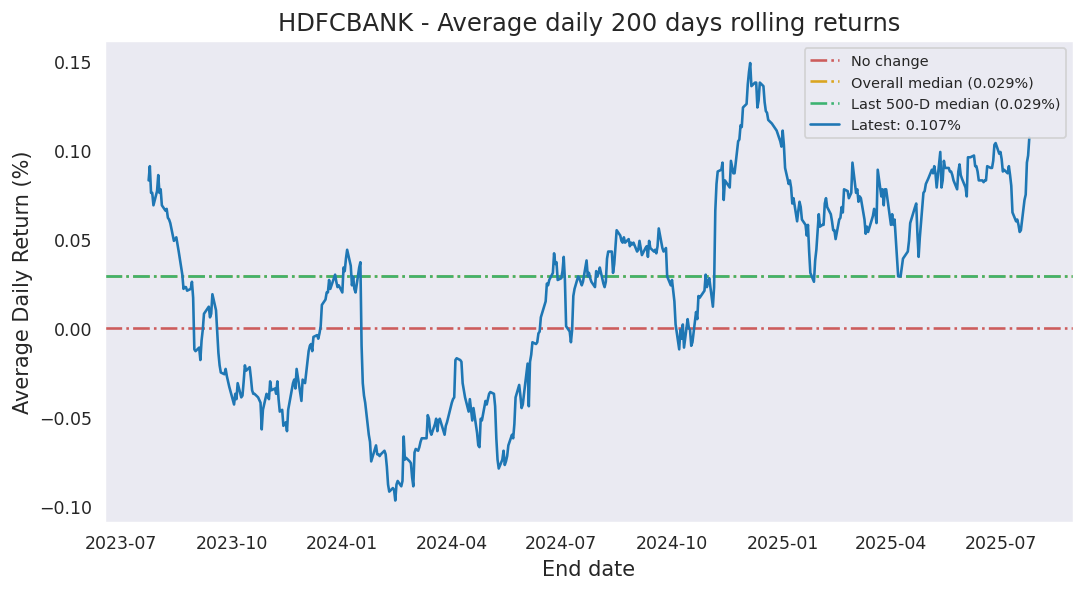 HDFCBANK - Average daily 200 days rolling returns
No change
Overall median (0.029%)
Last 500-D median (0.029%)
Latest: 0.107%
Average Daily Return (%)
0.15
0.10
0.05
0.00
−0.05
−0.10
2023-07 2023-10 2024-01 2024-04 2024-07 2024-10 2025-01 2025-04 2025-07
End date